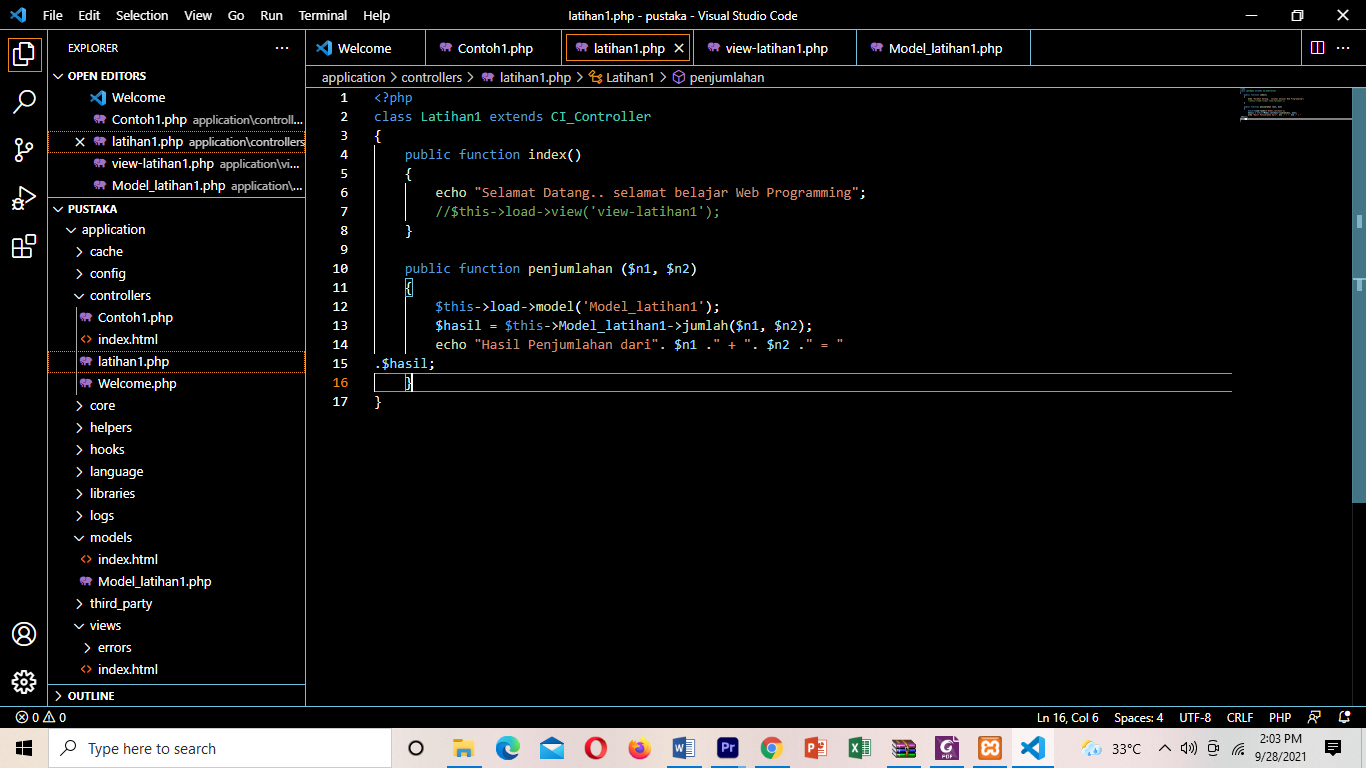 File Edit Selection View Go Run Terminal Help latihan1.php - pustaka - Visual Studio Code
EXPLORER
OPEN EDITORS
Welcome
Contoh1.php application\controll...
latihan1.php application\controllers
view-latihan1.php application\vi...
Model_latihan1.php application\...
PUSTAKA
application
cache
config
controllers
Contoh1.php
index.html
latihan1.php
Welcome.php
core
helpers
hooks
language
libraries
logs
models
index.html
Model_latihan1.php
third_party
views
errors
index.html
OUTLINE
Welcome Contoh1.php latihan1.php view-latihan1.php Model_latihan1.php
application > controllers > latihan1.php > Latihan1 > penjumlahan
1 <?php
2 class Latihan1 extends CI_Controller
3 {
4 public function index()
5 {
6 echo "Selamat Datang.. selamat belajar Web Programming";
7 //$this->load->view('view-latihan1');
8 }
9
10 public function penjumlahan ($n1, $n2)
11 {
12 $this->load->model('Model_latihan1');
13 $hasil = $this->Model_latihan1->jumlah($n1, $n2);
14 echo "Hasil Penjumlahan dari". $n1 ." + ". $n2 ." = "
15 .$hasil;
16 }
17 }
0 0 Ln 16, Col 6 Spaces: 4 UTF-8 CRLF PHP
Type here to search
33°C
2:03 PM
9/28/2021